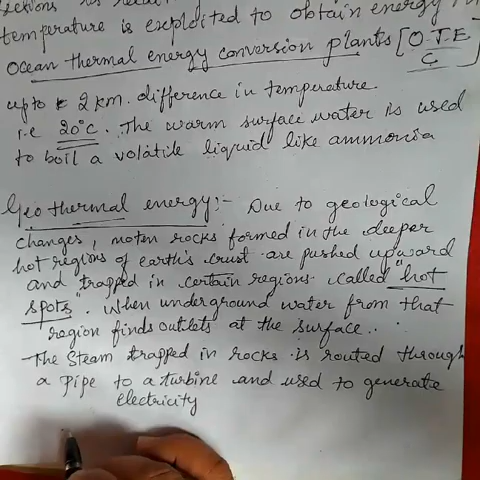 temperature is exploited to obtain energy in
ocean thermal energy conversion plants [O.T.E.
C]
upto 2 km. difference in temperature
i.e 20°C. The warm surface water is used
to boil a volatile liquid like ammonia
Geothermal energy:- Due to geological
changes, moten rocks formed in the deeper
hot regions of earth's crust are pushed upward
and trapped in certain regions called "hot
spots". When underground water from that
region finds outlets at the surface..
The Steam trapped in rocks is routed through
a pipe to a turbine and used to generate
electricity